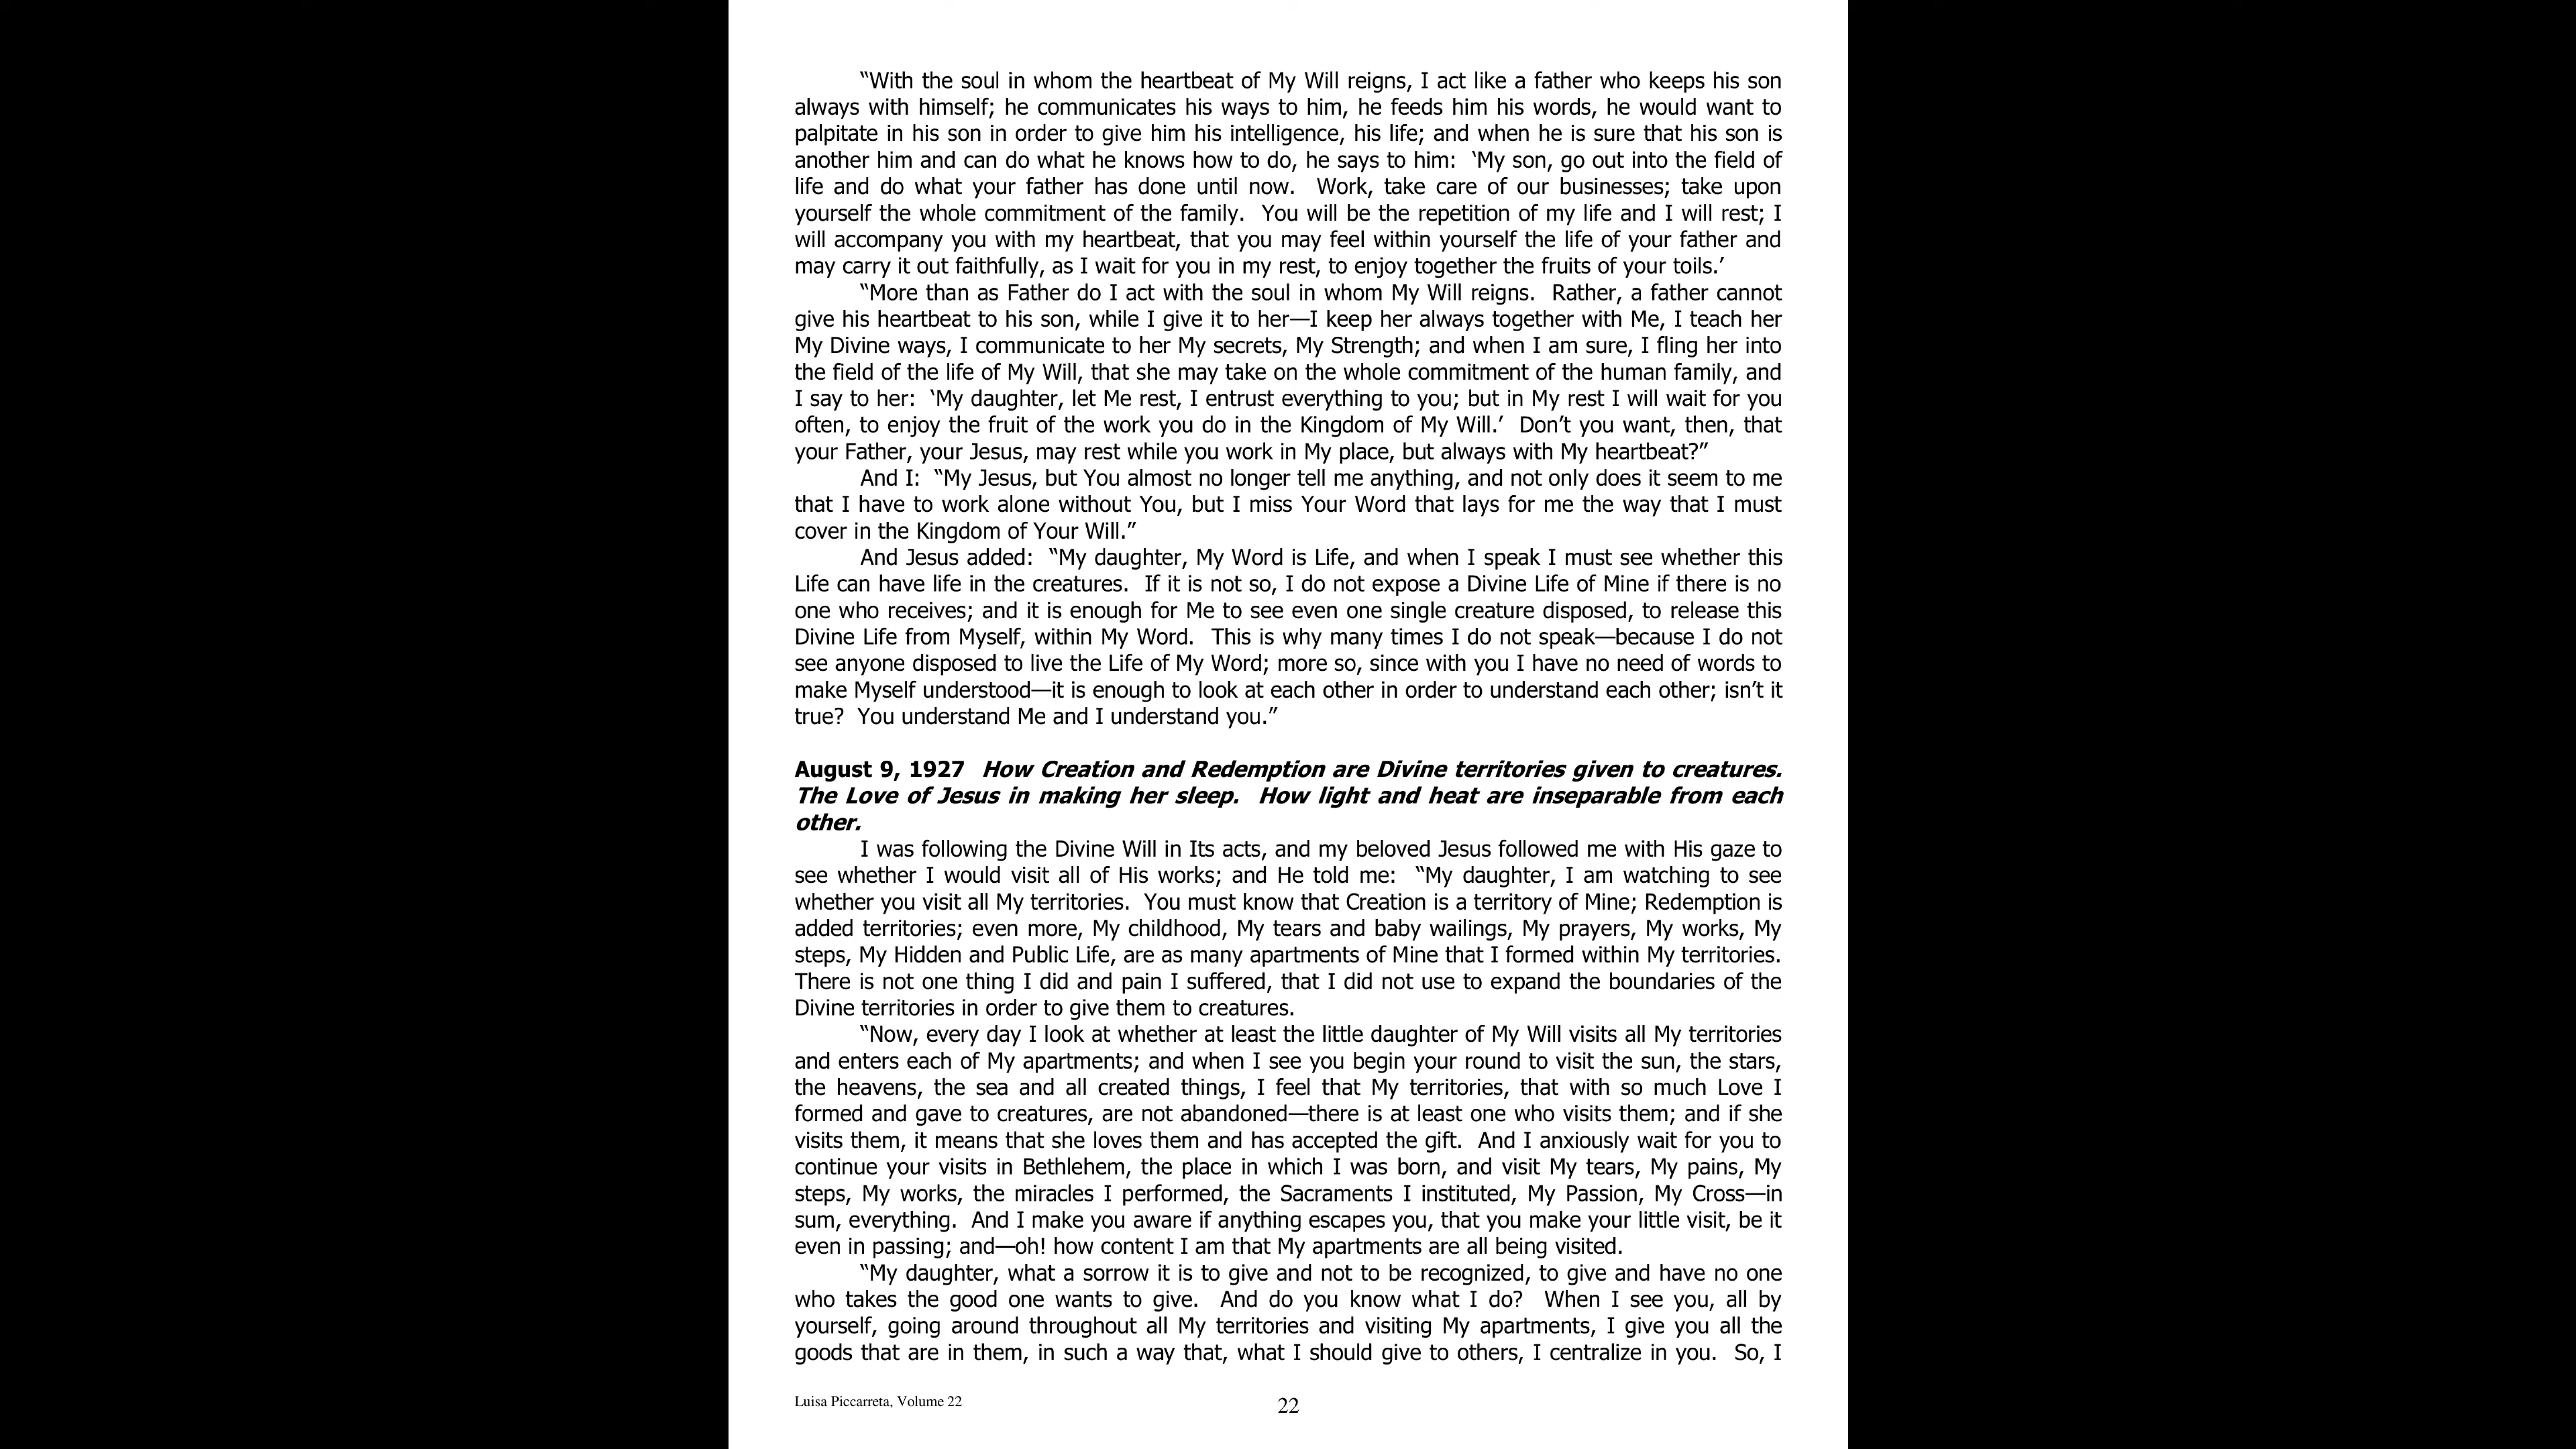 “With the soul in whom the heartbeat of My Will reigns, I act like a father who keeps his son
always with himself; he communicates his ways to him, he feeds him his words, he would want to
palpitate in his son in order to give him his intelligence, his life; and when he is sure that his son is
another him and can do what he knows how to do, he says to him:  ‘My son, go out into the field of
life and do what your father has done until now.  Work, take care of our businesses; take upon
yourself the whole commitment of the family.  You will be the repetition of my life and I will rest; I
will accompany you with my heartbeat, that you may feel within yourself the life of your father and
may carry it out faithfully, as I wait for you in my rest, to enjoy together the fruits of your toils.’
“More than as Father do I act with the soul in whom My Will reigns.  Rather, a father cannot
give his heartbeat to his son, while I give it to her—I keep her always together with Me, I teach her
My Divine ways, I communicate to her My secrets, My Strength; and when I am sure, I fling her into
the field of the life of My Will, that she may take on the whole commitment of the human family, and
I say to her:  ‘My daughter, let Me rest, I entrust everything to you; but in My rest I will wait for you
often, to enjoy the fruit of the work you do in the Kingdom of My Will.’  Don’t you want, then, that
your Father, your Jesus, may rest while you work in My place, but always with My heartbeat?”
And I:  “My Jesus, but You almost no longer tell me anything, and not only does it seem to me
that I have to work alone without You, but I miss Your Word that lays for me the way that I must
cover in the Kingdom of Your Will.”
And Jesus added:  “My daughter, My Word is Life, and when I speak I must see whether this
Life can have life in the creatures.  If it is not so, I do not expose a Divine Life of Mine if there is no
one who receives; and it is enough for Me to see even one single creature disposed, to release this
Divine Life from Myself, within My Word.  This is why many times I do not speak—because I do not
see anyone disposed to live the Life of My Word; more so, since with you I have no need of words to
make Myself understood—it is enough to look at each other in order to understand each other; isn’t it
true?  You understand Me and I understand you.”
August 9, 1927  How Creation and Redemption are Divine territories given to creatures.
The Love of Jesus in making her sleep.  How light and heat are inseparable from each
other.
I was following the Divine Will in Its acts, and my beloved Jesus followed me with His gaze to
see whether I would visit all of His works; and He told me:  “My daughter, I am watching to see
whether you visit all My territories.  You must know that Creation is a territory of Mine; Redemption is
added territories; even more, My childhood, My tears and baby wailings, My prayers, My works, My
steps, My Hidden and Public Life, are as many apartments of Mine that I formed within My territories.
There is not one thing I did and pain I suffered, that I did not use to expand the boundaries of the
Divine territories in order to give them to creatures.
“Now, every day I look at whether at least the little daughter of My Will visits all My territories
and enters each of My apartments; and when I see you begin your round to visit the sun, the stars,
the heavens, the sea and all created things, I feel that My territories, that with so much Love I
formed and gave to creatures, are not abandoned—there is at least one who visits them; and if she
visits them, it means that she loves them and has accepted the gift.  And I anxiously wait for you to
continue your visits in Bethlehem, the place in which I was born, and visit My tears, My pains, My
steps, My works, the miracles I performed, the Sacraments I instituted, My Passion, My Cross—in
sum, everything.  And I make you aware if anything escapes you, that you make your little visit, be it
even in passing; and—oh! how content I am that My apartments are all being visited.
“My daughter, what a sorrow it is to give and not to be recognized, to give and have no one
who takes the good one wants to give.  And do you know what I do?  When I see you, all by
yourself, going around throughout all My territories and visiting My apartments, I give you all the
goods that are in them, in such a way that, what I should give to others, I centralize in you.  So, I
Luisa Piccarreta, Volume 22
22